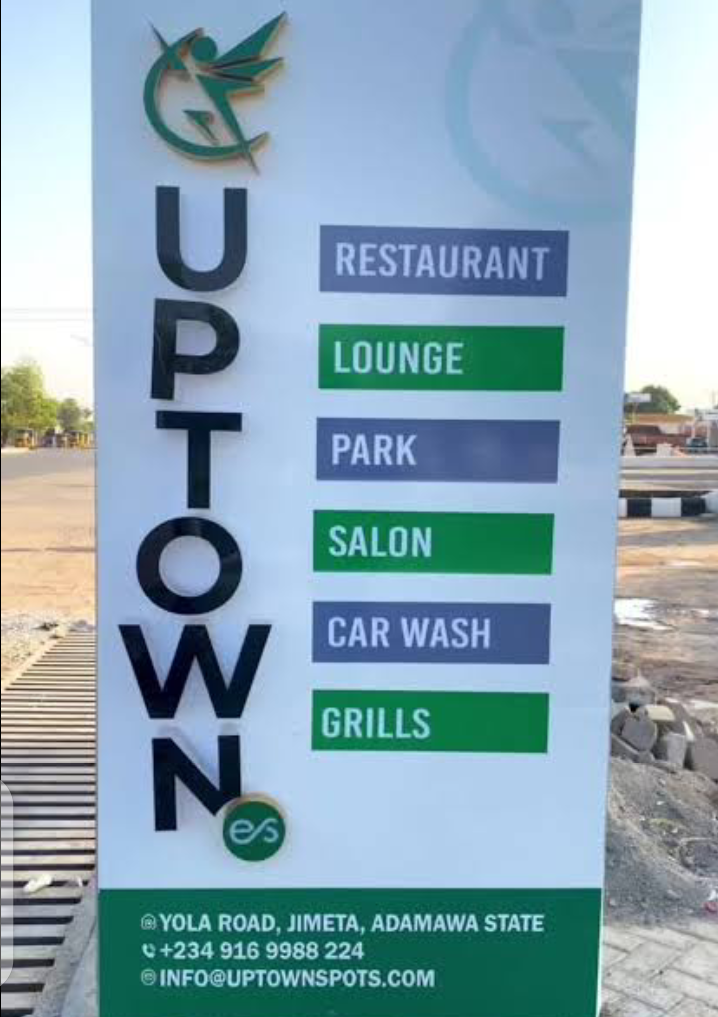 UPTOWN
es
RESTAURANT
LOUNGE
PARK
SALON
CAR WASH
GRILLS
YOLA ROAD, JIMETA, ADAMAWA STATE
+234 916 9988 224
INFO@UPTOWNSPOTS.COM